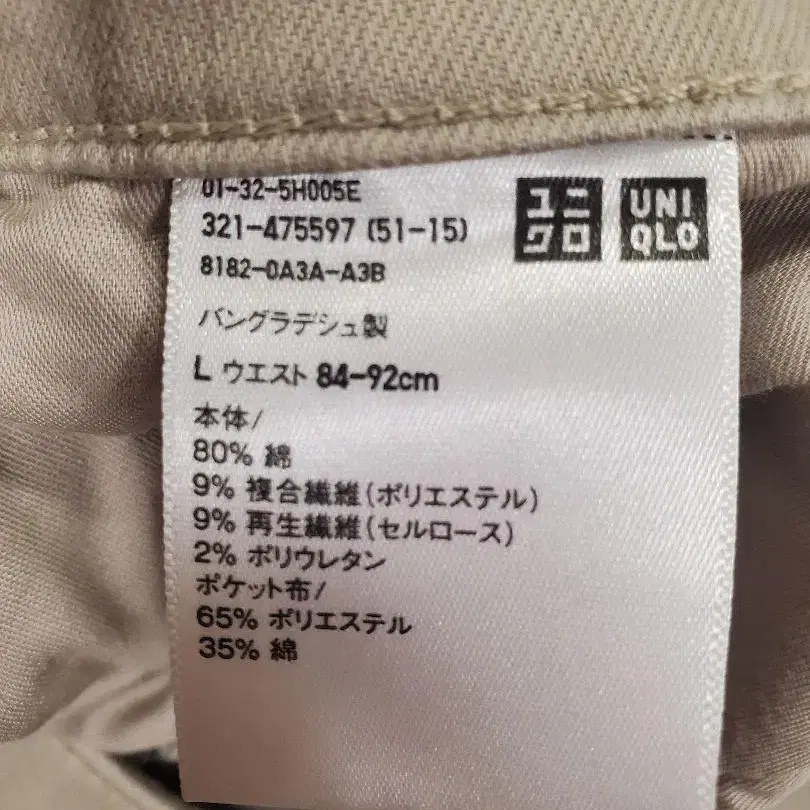 01-32-5H005E
321-475597 (51-15)
8182-0A3A-A3B
ユニ
クロ
UNI
QLO
バングラデシュ製
L ウエスト 84-92cm
本体/
80% 綿
9% 複合繊維(ポリエステル)
9% 再生繊維(セルロース)
2% ポリウレタン
ポケット布/
65% ポリエステル
35% 綿